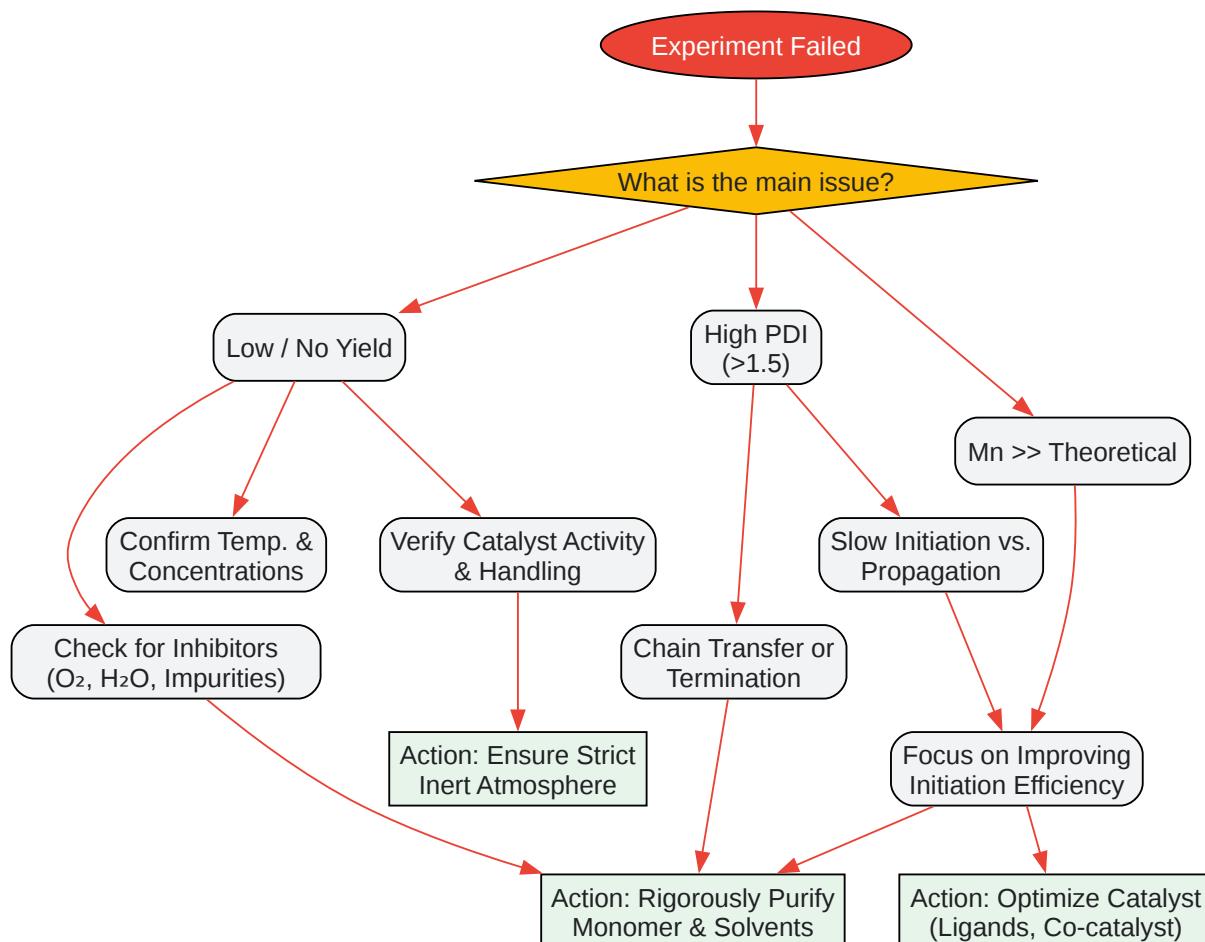 Experiment Failed
What is the main issue?
Low / No Yield
High PDI
(>1.5)
Mn >> Theoretical
Confirm Temp. &
Concentrations
Verify Catalyst Activity
& Handling
Slow Initiation vs.
Propagation
Check for Inhibitors
(O₂, H₂O, Impurities)
Chain Transfer or
Termination
Action: Ensure Strict
Inert Atmosphere
Focus on Improving
Initiation Efficiency
Action: Rigorously Purify
Monomer & Solvents
Action: Optimize Catalyst
(Ligands, Co-catalyst)